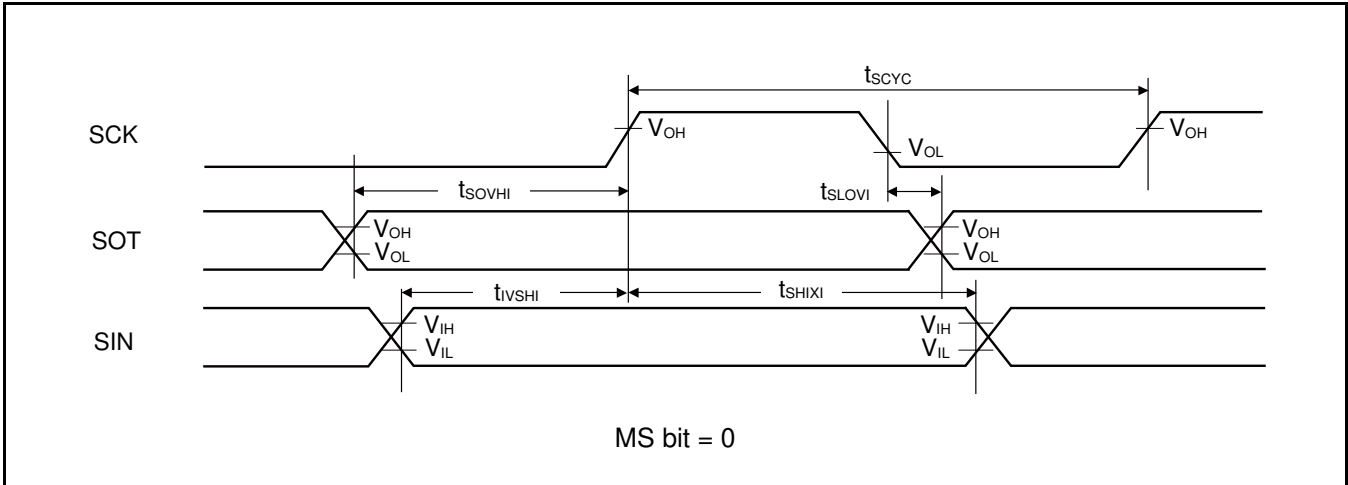 tSCYC
SCK
VOH
VOL
VOH
tSOVHI
tSLOVI
SOT
VOH
VOL
VOH
VOL
tIVSHI
tSHIXI
SIN
VIH
VIL
VIH
VIL
MS bit = 0